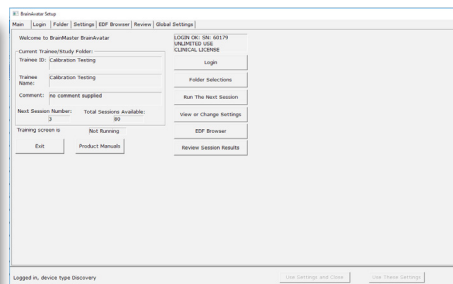 BrainAvatar Setup
Main Login Folder Settings EDF Browser Review Global Settings
Welcome to BrainMaster BrainAvatar
LOGIN OK: SN: 60179
UNLIMITED USE
CLINICAL LICENSE
Current Trainee/Study Folder:
Trainee ID: Calibration Testing
Login
Trainee Name: Calibration Testing
Folder Selections
Comment: no comment supplied
Run The Next Session
Next Session Number: Total Sessions Available:
3 80
View or Change Settings
Training screen is Not Running
EDF Browser
Exit Product Manuals
Review Session Results
Logged in, device type Discovery
Use Settings and Close Use These Settings